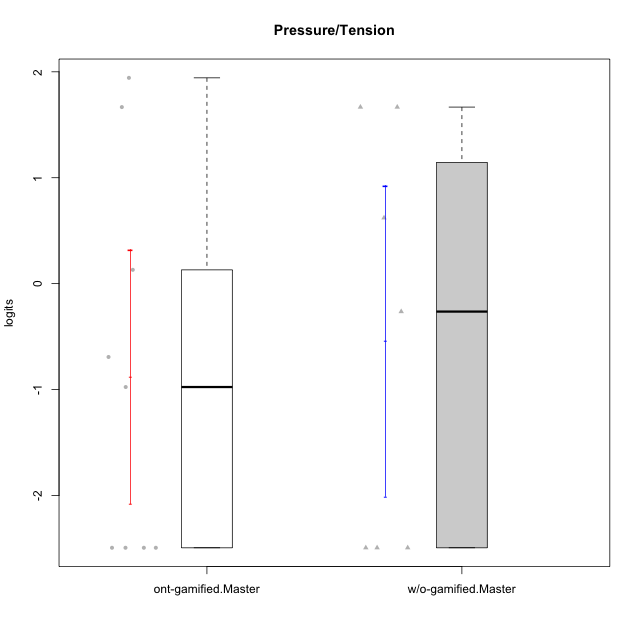 Pressure/Tension
2
1
0
-1
-2
logits
ont-gamified.Master
w/o-gamified.Master